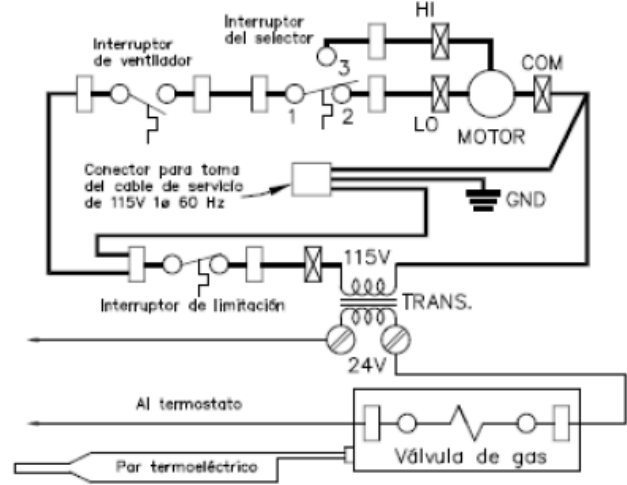 HI
Interruptor
del selector
Interruptor
de ventilador
3
COM
1
2
LO
MOTOR
Conector para toma
del cable de servicio
de 115V 1ø 60 Hz
GND
115V
Interruptor de limitación
TRANS.
24V
Al termostato
Par termoeléctrico
Válvula de gas